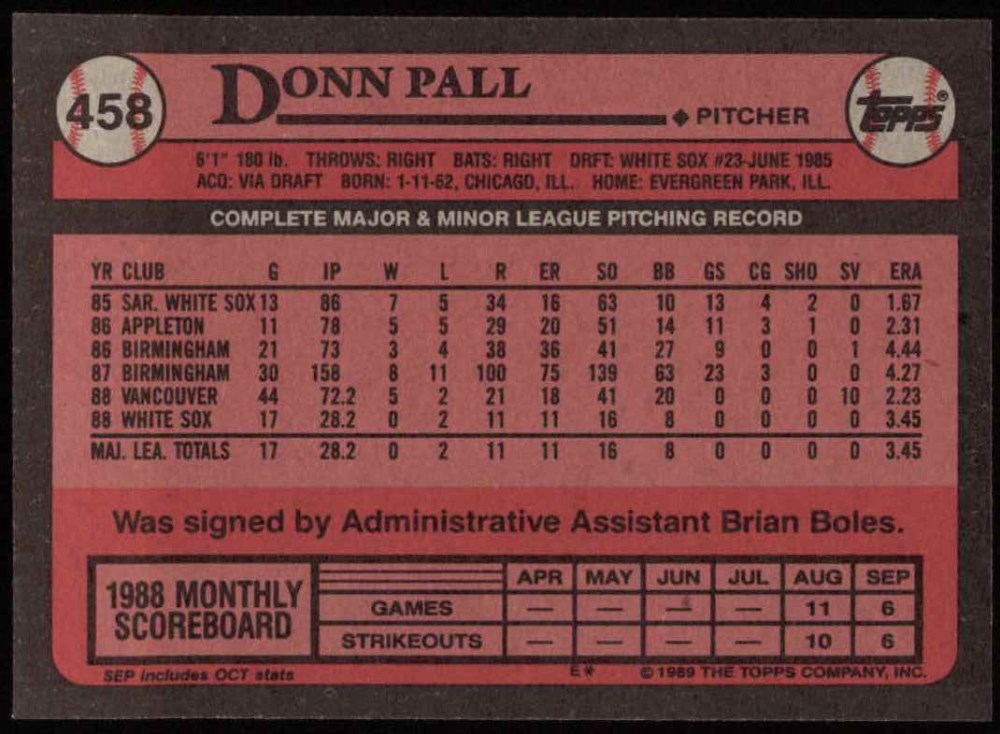 458
DONN PALL
◆ PITCHER
TOPPS®
6'1" 180 lb. THROWS: RIGHT BATS: RIGHT DRFT: WHITE SOX #23-JUNE 1985
ACQ: VIA DRAFT BORN: 1-11-62, CHICAGO, ILL. HOME: EVERGREEN PARK, ILL.
COMPLETE MAJOR & MINOR LEAGUE PITCHING RECORD
YR CLUB G IP W L R ER SO BB GS CG SHO SV ERA
85 SAR. WHITE SOX 13 86 7 5 34 16 63 10 13 4 2 0 1.67
86 APPLETON 11 78 5 5 29 20 51 14 11 3 1 0 2.31
86 BIRMINGHAM 21 73 3 4 38 36 41 27 9 0 0 1 4.44
87 BIRMINGHAM 30 158 8 11 100 75 139 63 23 3 0 0 4.27
88 VANCOUVER 44 72.2 5 2 21 18 41 20 0 0 0 10 2.23
88 WHITE SOX 17 28.2 0 2 11 11 16 8 0 0 0 0 3.45
MAJ. LEA. TOTALS 17 28.2 0 2 11 11 16 8 0 0 0 0 3.45
Was signed by Administrative Assistant Brian Boles.
1988 MONTHLY SCOREBOARD
APR MAY JUN JUL AUG SEP
GAMES — — — — 11 6
STRIKEOUTS — — — — 10 6
SEP includes OCT stats
E* © 1989 THE TOPPS COMPANY, INC.